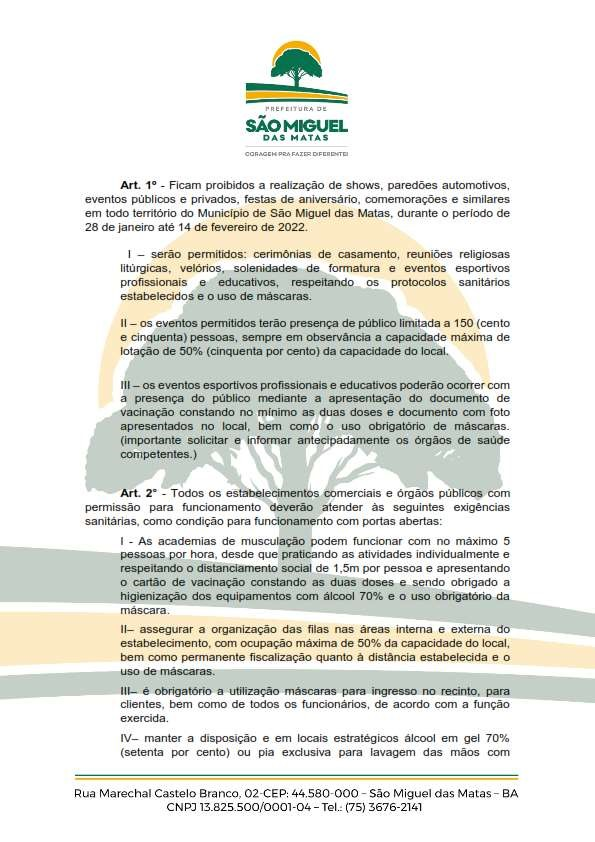 PREFEITURA DE
SÃO MIGUEL
DAS MATAS
CORAGEM PRA FAZER DIFERENTE!
Art. 1º - Ficam proibidos a realização de shows, paredões automotivos,
eventos públicos e privados, festas de aniversário, comemorações e similares
em todo território do Município de São Miguel das Matas, durante o período de
28 de janeiro até 14 de fevereiro de 2022.
I – serão permitidos: cerimônias de casamento, reuniões religiosas
litúrgicas, velórios, solenidades de formatura e eventos esportivos
profissionais e educativos, respeitando os protocolos sanitários
estabelecidos e o uso de máscaras.
II – os eventos permitidos terão presença de público limitada a 150 (cento
e cinquenta) pessoas, sempre em observância a capacidade máxima de
lotação de 50% (cinquenta por cento) da capacidade do local.
III – os eventos esportivos profissionais e educativos poderão ocorrer com
a presença do público mediante a apresentação do documento de
vacinação constando no mínimo as duas doses e documento com foto
apresentados no local, bem como o uso obrigatório de máscaras.
(importante solicitar e informar antecipadamente os órgãos de saúde
competentes.)
Art. 2° - Todos os estabelecimentos comerciais e órgãos públicos com
permissão para funcionamento deverão atender às seguintes exigências
sanitárias, como condição para funcionamento com portas abertas:
I - As academias de musculação podem funcionar com no máximo 5
pessoas por hora, desde que praticando as atividades individualmente e
respeitando o distanciamento social de 1,5m por pessoa e apresentando
o cartão de vacinação constando as duas doses e sendo obrigado a
higienização dos equipamentos com álcool 70% e o uso obrigatório da
máscara.
II– assegurar a organização das filas nas áreas interna e externa do
estabelecimento, com ocupação máxima de 50% da capacidade do local,
bem como permanente fiscalização quanto à distância estabelecida e o
uso de máscaras.
III– é obrigatório a utilização máscaras para ingresso no recinto, para
clientes, bem como de todos os funcionários, de acordo com a função
exercida.
IV– manter a disposição e em locais estratégicos álcool em gel 70%
(setenta por cento) ou pia exclusiva para lavagem das mãos com
Rua Marechal Castelo Branco, 02-CEP: 44.580-000 – São Miguel das Matas – BA
CNPJ 13.825.500/0001-04 – Tel.: (75) 3676-2141